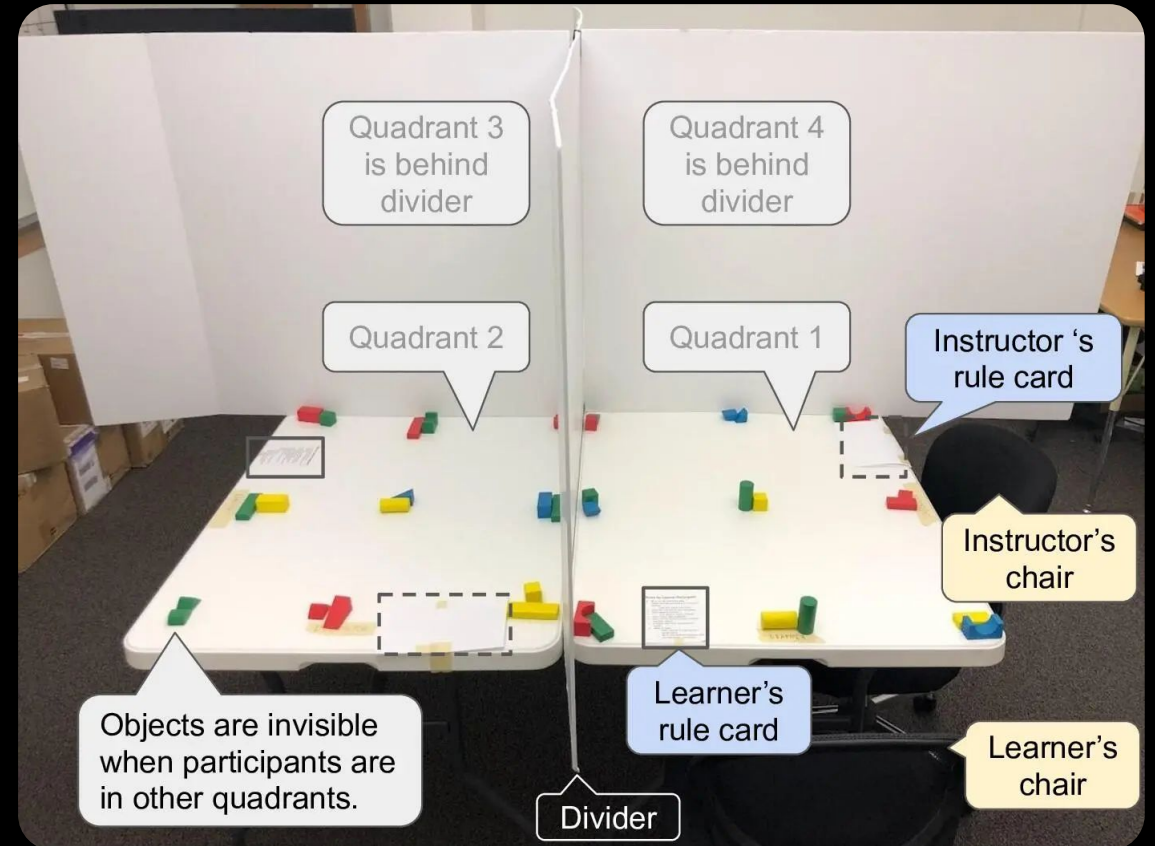 Quadrant 3
is behind
divider
Quadrant 4
is behind
divider
Quadrant 2
Quadrant 1
Instructor ‘s
rule card
Instructor’s
chair
Learner’s
rule card
Learner’s
chair
Objects are invisible
when participants are
in other quadrants.
Divider